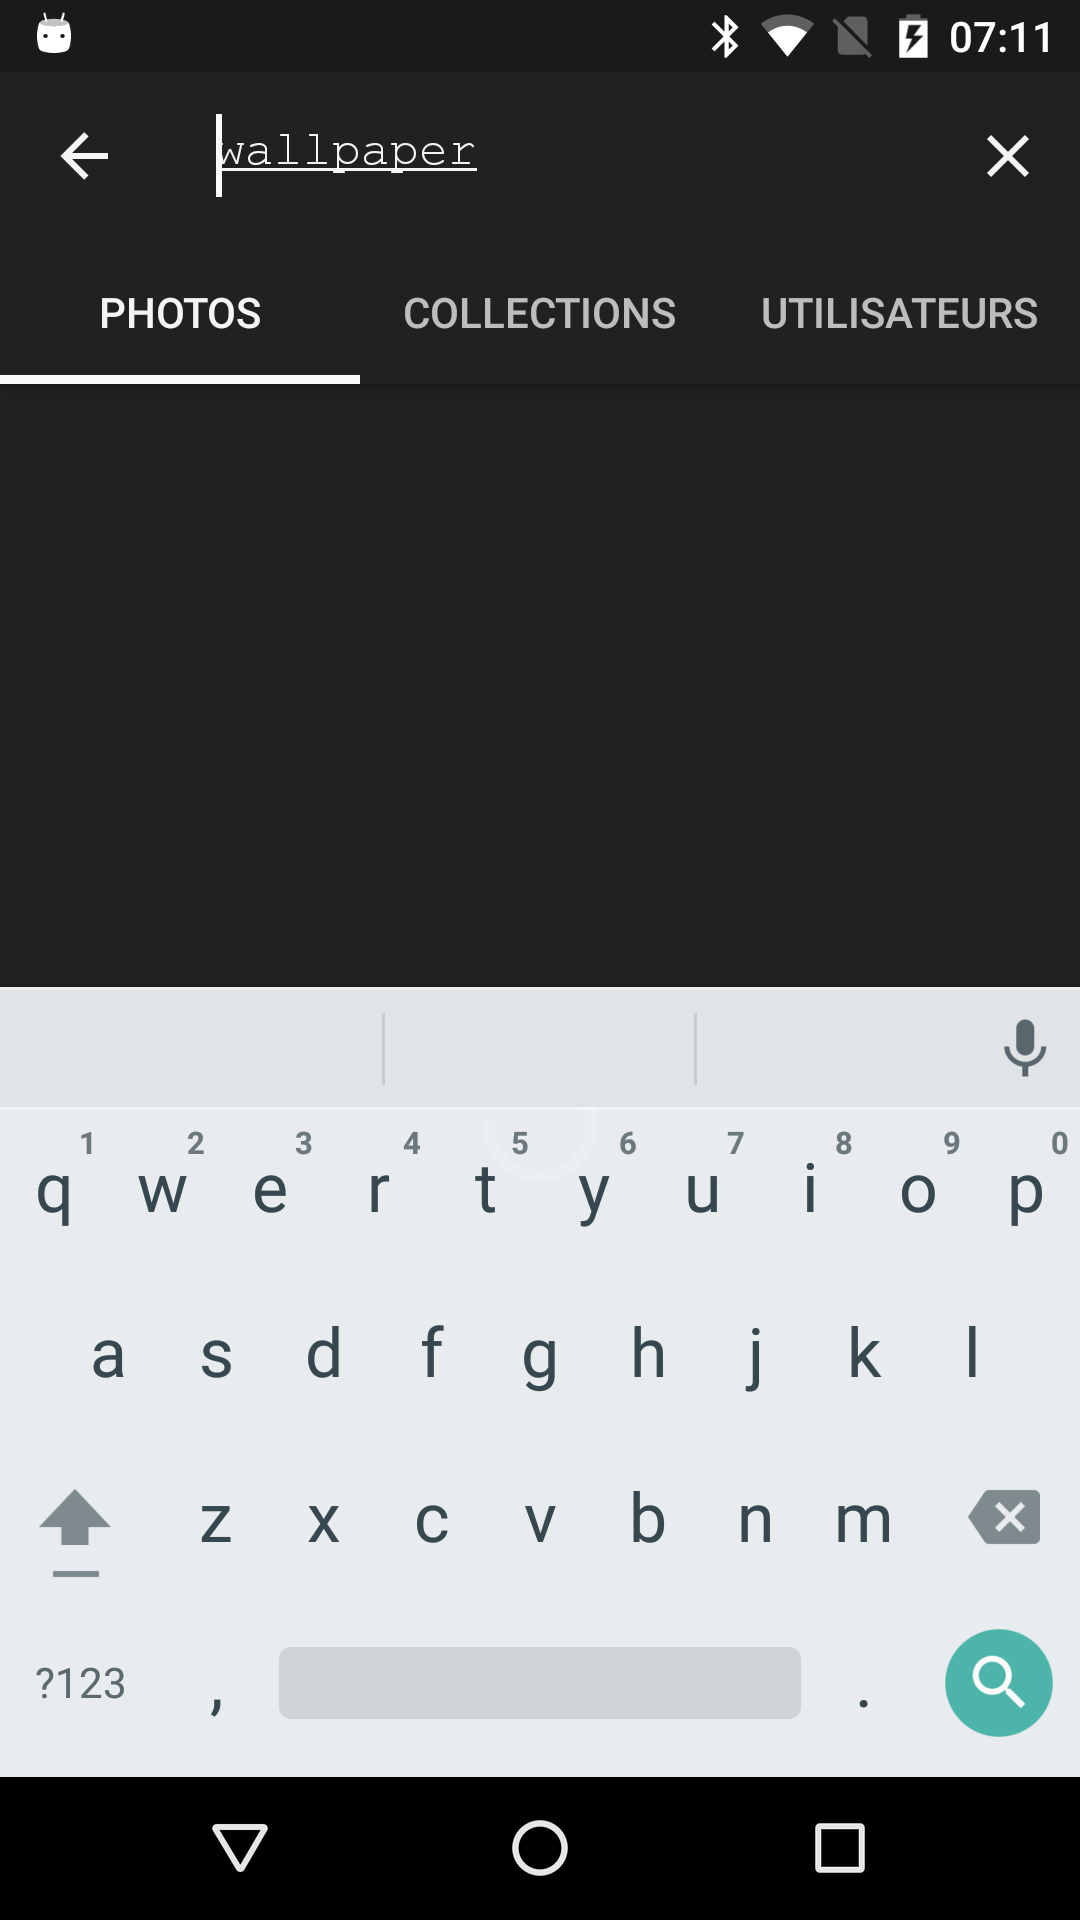 07:11
wallpaper
PHOTOS COLLECTIONS UTILISATEURS
1 2 3 4 5 6 7 8 9 0
q w e r t y u i o p
a s d f g h j k l
z x c v b n m
?123 , .